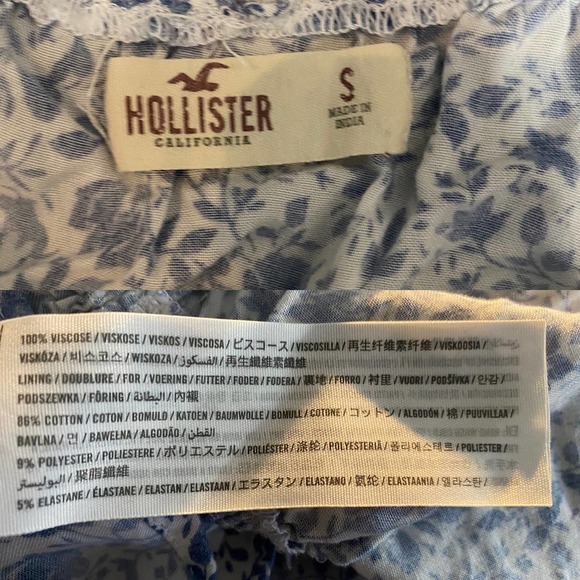 HOLLISTER
CALIFORNIA
S
MADE IN
INDIA
100% VISCOSE / VISKOSE / VISKOS / VISCOSA / ビスコース / VISCOSILLA / 再生纤维素纤维 / VISKOOSIA /
VISKÓZA / 비스코스 / WISKOZA / الفسكوز / 再生纖維素纖維
LINING / DOUBLURE / FOR / VOERING / FUTTER / FODER / FODERA / 裏地 / FORRO / 衬里 / VUORI / PODŠÍVKA / 안감 /
PODSZEWKA / FÔRING / البطانة / 內襯
86% COTTON / COTON / BOMULD / KATOEN / BAUMWOLLE / BOMULL / COTONE / コットン / ALGODÓN / 棉 / PUUVILLAA /
BAVLNA / 면 / BAWEŁNA / ALGODÃO / القطن /
9% POLYESTER / POLIESTERE / ポリエステル / POLIÉSTER / 涤纶 / POLYESTERIÄ / 폴리에스테르 / POLIESTER /
البوليستر / 聚脂纖維
5% ELASTANE / ÉLASTANE / ELASTAN / ELASTAAN / エラスタン / ELASTANO / 氨纶 / ELASTAANIA / 엘라스탄 /